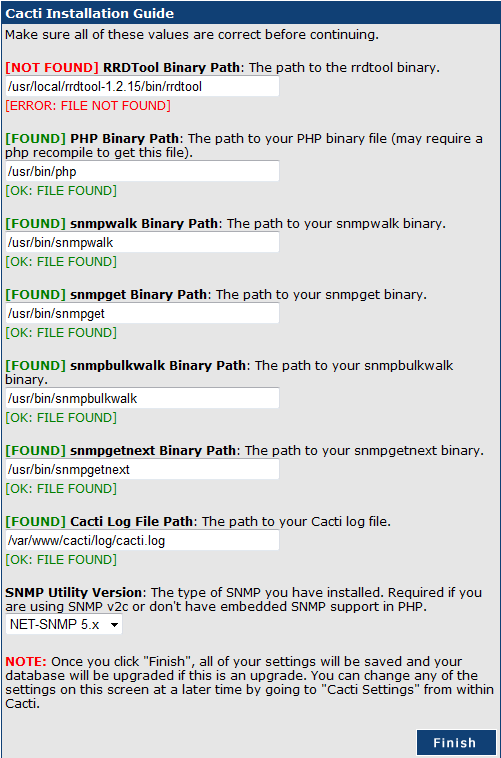 Cacti Installation Guide
Make sure all of these values are correct before continuing.
[NOT FOUND] RRDTool Binary Path: The path to the rrdtool binary.
/usr/local/rrdtool-1.2.15/bin/rrdtool
[ERROR: FILE NOT FOUND]
[FOUND] PHP Binary Path: The path to your PHP binary file (may require a
php recompile to get this file).
/usr/bin/php
[OK: FILE FOUND]
[FOUND] snmpwalk Binary Path: The path to your snmpwalk binary.
/usr/bin/snmpwalk
[OK: FILE FOUND]
[FOUND] snmpget Binary Path: The path to your snmpget binary.
/usr/bin/snmpget
[OK: FILE FOUND]
[FOUND] snmpbulkwalk Binary Path: The path to your snmpbulkwalk
binary.
/usr/bin/snmpbulkwalk
[OK: FILE FOUND]
[FOUND] snmpgetnext Binary Path: The path to your snmpgetnext binary.
/usr/bin/snmpgetnext
[OK: FILE FOUND]
[FOUND] Cacti Log File Path: The path to your Cacti log file.
/var/www/cacti/log/cacti.log
[OK: FILE FOUND]
SNMP Utility Version: The type of SNMP you have installed. Required if you
are using SNMP v2c or don't have embedded SNMP support in PHP.
NET-SNMP 5.x
NOTE: Once you click "Finish", all of your settings will be saved and your
database will be upgraded if this is an upgrade. You can change any of the
settings on this screen at a later time by going to "Cacti Settings" from within
Cacti.
Finish